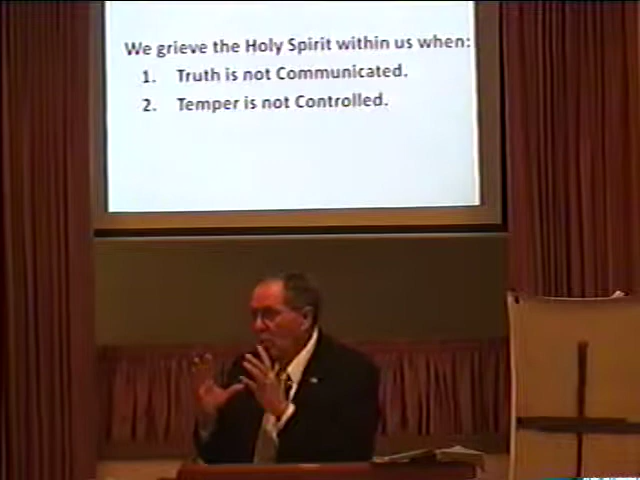 We grieve the Holy Spirit within us when:
1. Truth is not Communicated.
2. Temper is not Controlled.